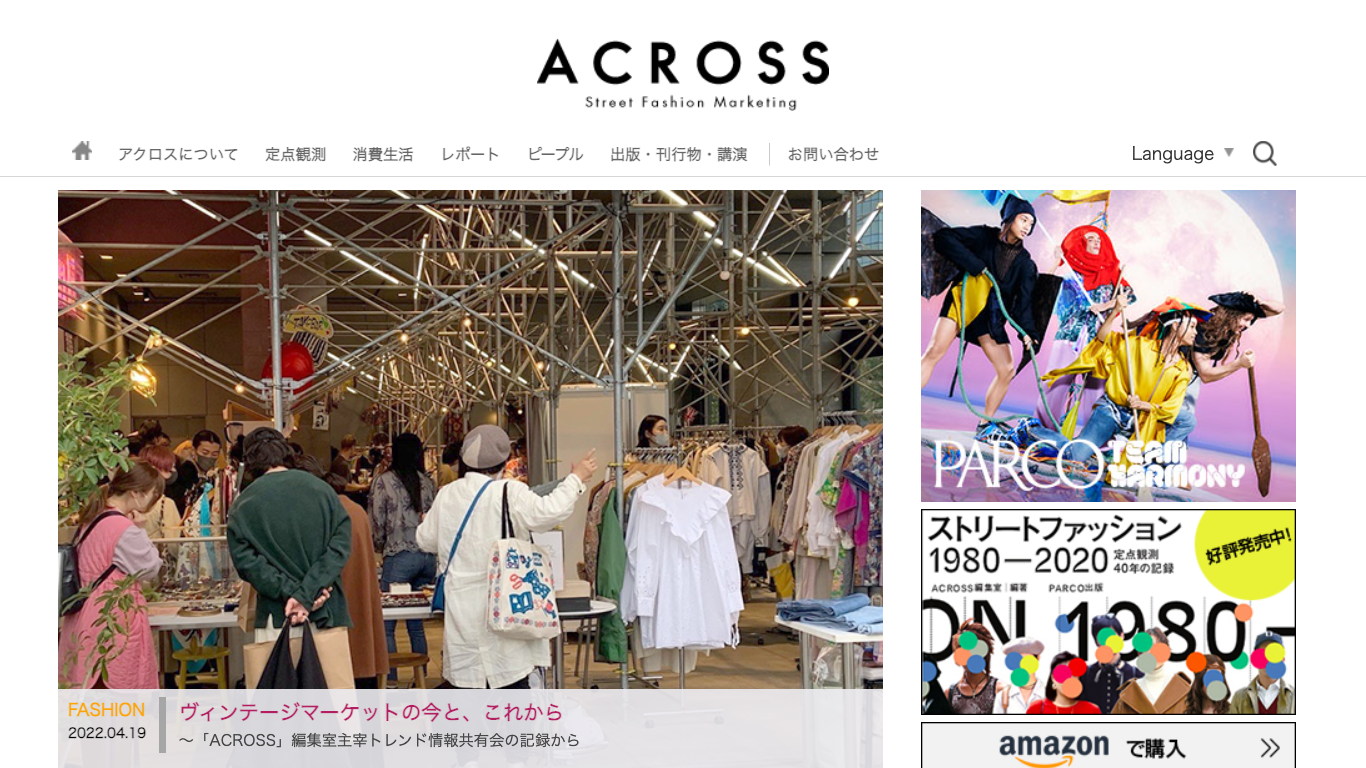 ACROSS
Street Fashion Marketing
アクロスについて 定点観測 消費生活 レポート ピープル 出版・刊行物・講演 お問い合わせ Language ▼
PARCO TEAM HARMONY
ストリートファッション
1980—2020 定点観測 40年の記録
好評発売中!
ACROSS編集室|編著 PARCO出版
ON 1980—
FASHION
2022.04.19
ヴィンテージマーケットの今と、これから
～「ACROSS」編集室主宰トレンド情報共有会の記録から
amazon で購入